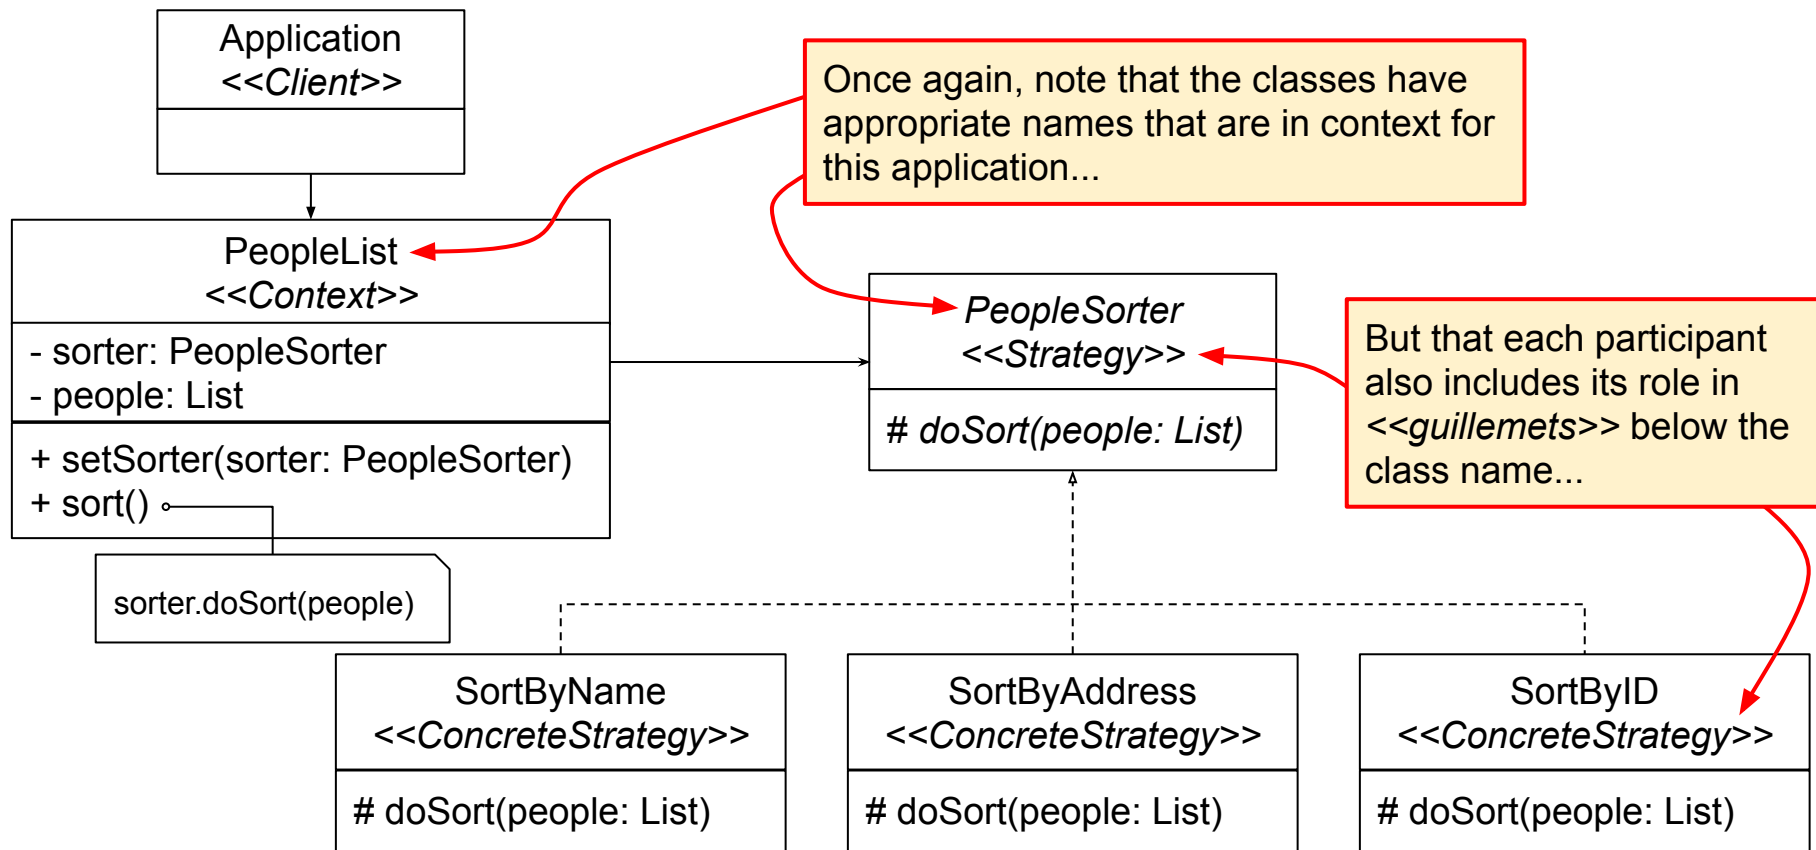 Application
<<Client>>
Once again, note that the classes have
appropriate names that are in context for
this application...
PeopleList
<<Context>>
- sorter: PeopleSorter
- people: List
+ setSorter(sorter: PeopleSorter)
+ sort()
sorter.doSort(people)
PeopleSorter
<<Strategy>>
# doSort(people: List)
But that each participant
also includes its role in
<<guillemets>> below the
class name...
SortByName
<<ConcreteStrategy>>
# doSort(people: List)
SortByAddress
<<ConcreteStrategy>>
# doSort(people: List)
SortByID
<<ConcreteStrategy>>
# doSort(people: List)